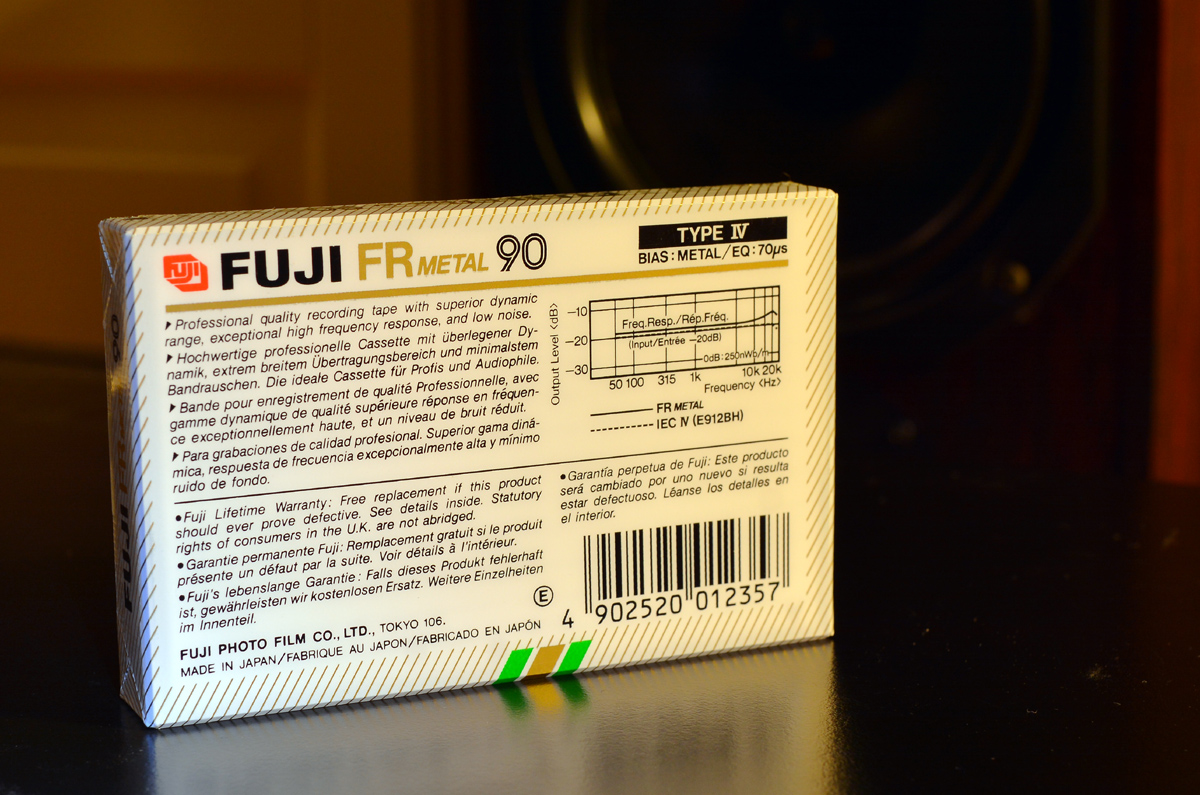 FUJI FUJI FR METAL 90
TYPE IV
BIAS: METAL/EQ: 70µs
▶ Professional quality recording tape with superior dynamic
range, exceptional high frequency response, and low noise.
▶ Hochwertige professionelle Cassette mit überlegener Dy-
namik, extrem breitem Übertragungsbereich und minimalstem
Bandrauschen. Die ideale Cassette für Profis und Audiophile.
▶ Bande pour enregistrement de qualité Professionnelle, avec
gamme dynamique de qualité supérieure réponse en fréquen-
ce exceptionnellement haute, et un niveau de bruit réduit.
▶ Para grabaciones de calidad profesional. Superior gama diná-
mica, respuesta de frecuencia excepcionalmente alta y mínimo
ruido de fondo.
Output Level <dB>
−10
−20
−30
Freq.Resp./Rép.Fréq.
(Input/Entrée −20dB)
0dB: 250nWb/m
50 100 315 1k 10k 20k
Frequency <Hz>
FR METAL
IEC IV (E912BH)
●Fuji Lifetime Warranty: Free replacement if this product
should ever prove defective. See details inside. Statutory
rights of consumers in the U.K. are not abridged.
●Garantie permanente Fuji: Remplacement gratuit si le produit
présente un défaut par la suite. Voir détails à l'intérieur.
●Fuji's lebenslange Garantie: Falls dieses Produkt fehlerhaft
ist, gewährleisten wir kostenlosen Ersatz. Weitere Einzelheiten
im Innenteil.
●Garantía perpetua de Fuji: Este producto
será cambiado por uno nuevo si resulta
estar defectuoso. Léanse los detalles en
el interior.
FUJI PHOTO FILM CO., LTD., TOKYO 106.
MADE IN JAPAN/FABRIQUE AU JAPON/FABRICADO EN JAPÓN
Ⓔ
4 902520 012357
90
FUJI